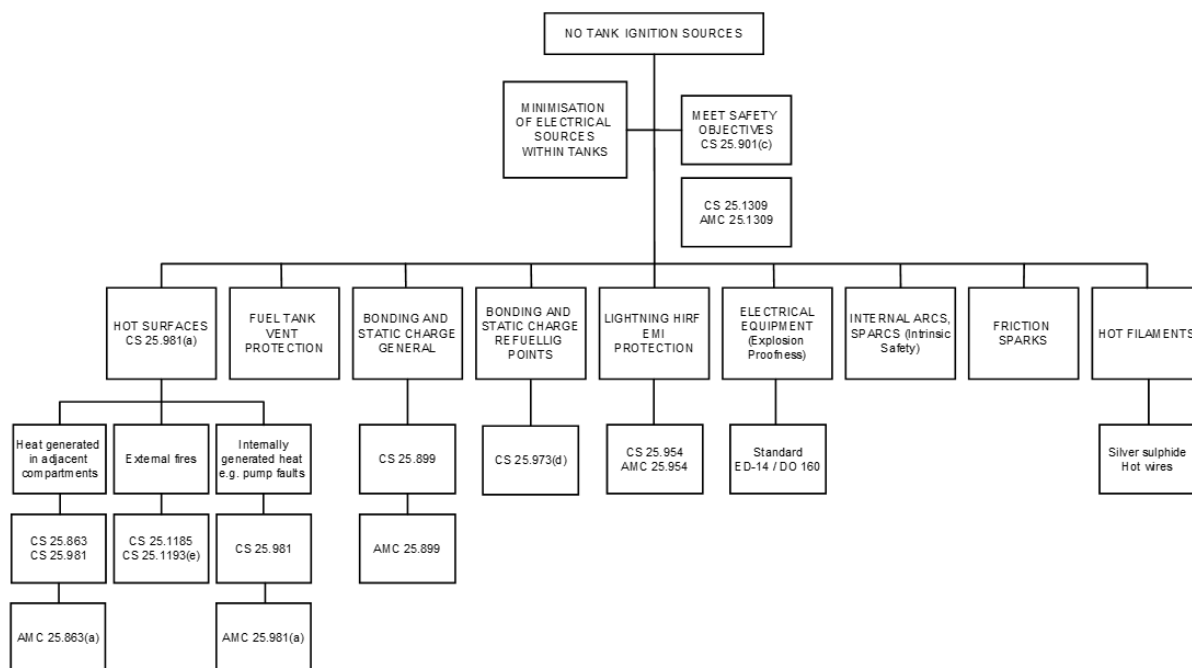 NO TANK IGNITION SOURCES
MINIMISATION
OF ELECTRICAL
SOURCES
WITHIN TANKS
MEET SAFETY
OBJECTIVES
CS 25.901(c)
CS 25.1309
AMC 25.1309
HOT SURFACES
CS 25.981(a)
FUEL TANK
VENT
PROTECTION
BONDING AND
STATIC CHARGE
GENERAL
BONDING AND
STATIC CHARGE
REFUELLIG
POINTS
LIGHTNING HIRF
EMI
PROTECTION
ELECTRICAL
EQUIPMENT
(Explosion
Proofness)
INTERNAL ARCS,
SPARCS (Intrinsic
Safety)
FRICTION
SPARKS
HOT FILAMENTS
Heat generated
in adjacent
compartments
External fires
Internally
generated heat
e.g. pump faults
CS 25.899
CS 25.973(d)
CS 25.954
AMC 25.954
Standard
ED-14 / DO 160
Silver sulphide
Hot wires
CS 25.863
CS 25.981
CS 25.1185
CS 25.1193(e)
CS 25.981
AMC 25.899
AMC 25.863(a)
AMC 25.981(a)